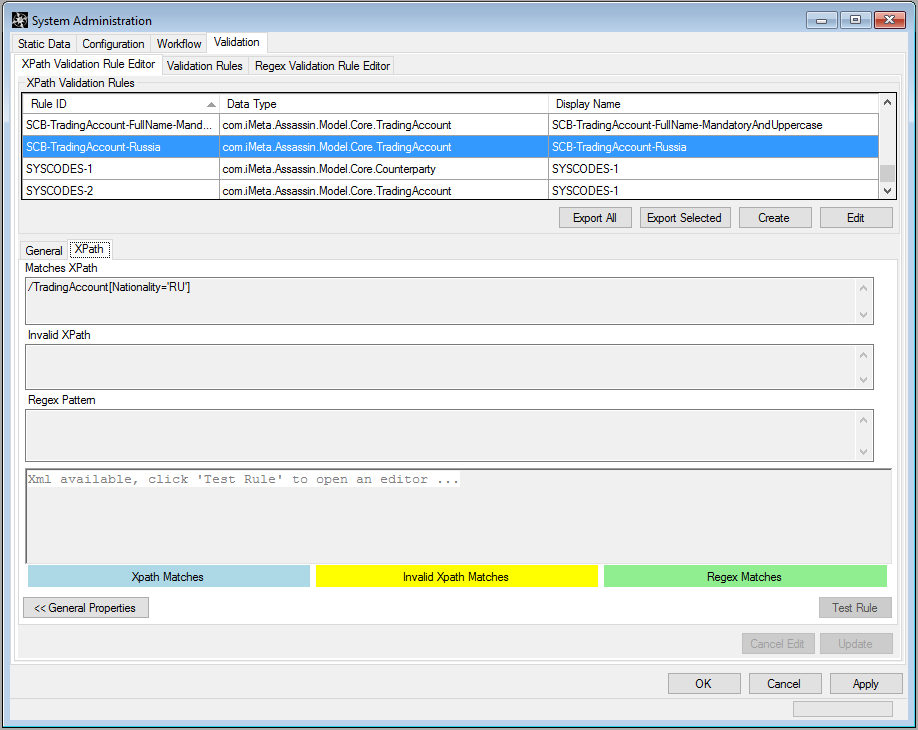 System Administration
Static Data Configuration Workflow Validation
XPath Validation Rule Editor Validation Rules Regex Validation Rule Editor
XPath Validation Rules
Rule ID Data Type Display Name
SCB-TradingAccount-FullName-Mand... com.iMeta.Assassin.Model.Core.TradingAccount SCB-TradingAccount-FullName-MandatoryAndUppercase
SCB-TradingAccount-Russia com.iMeta.Assassin.Model.Core.TradingAccount SCB-TradingAccount-Russia
SYSCODES-1 com.iMeta.Assassin.Model.Core.Counterparty SYSCODES-1
SYSCODES-2 com.iMeta.Assassin.Model.Core.TradingAccount SYSCODES-1
Export All Export Selected Create Edit
General XPath
Matches XPath
/TradingAccount[Nationality='RU']
Invalid XPath
Regex Pattern
Xml available, click 'Test Rule' to open an editor ...
Xpath Matches Invalid Xpath Matches Regex Matches
<< General Properties Test Rule
Cancel Edit Update
OK Cancel Apply